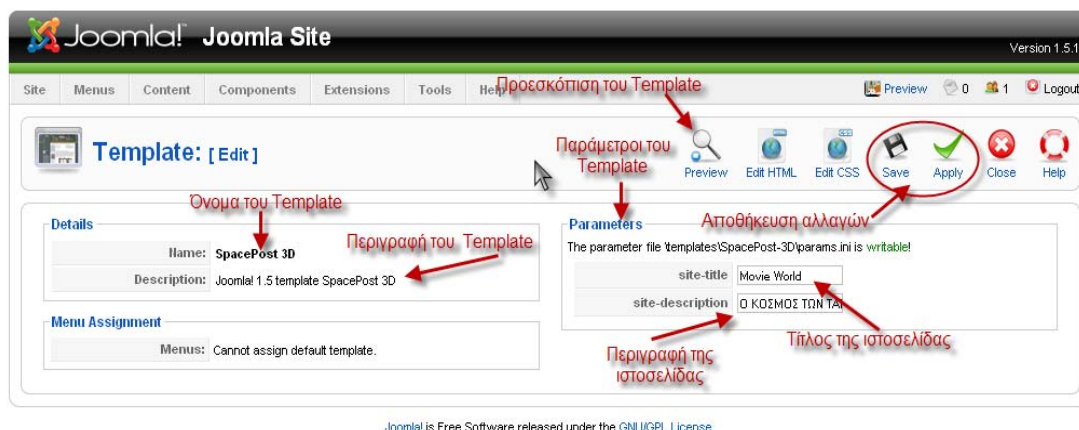 Joomla! Joomla Site
Version 1.5.1
Site Menus Content Components Extensions Tools Help
Προεσκόπιση του Template
Preview 0 1 Logout
Template: [ Edit ]
Παράμετροι του
Template
Preview Edit HTML Edit CSS Save Apply Close Help
Όνομα του Template
Αποθήκευση αλλαγών
Details
Name: SpacePost 3D
Description: Joomla! 1.5 template SpacePost 3D
Περιγραφή του Template
Menu Assignment
Menus: Cannot assign default template.
Parameters
The parameter file \templates\SpacePost-3D\params.ini is writable!
site-title Movie World
site-description Ο ΚΟΣΜΟΣ ΤΩΝ ΤΑΙ
Περιγραφή της
ιστοσελίδας
Τίτλος της ιστοσελίδας
Joomla! is Free Software released under the GNU/GPL License.